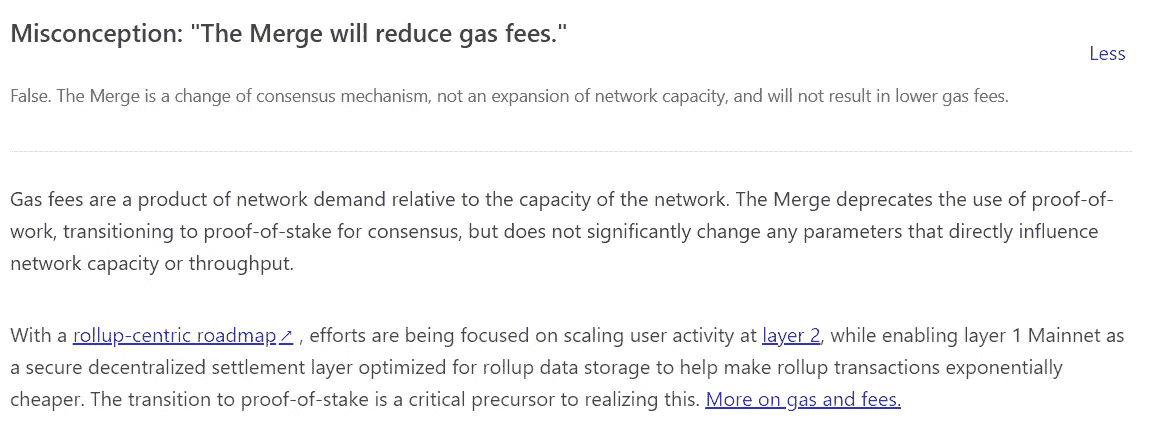 Misconception: "The Merge will reduce gas fees."
Less
False. The Merge is a change of consensus mechanism, not an expansion of network capacity, and will not result in lower gas fees.
Gas fees are a product of network demand relative to the capacity of the network. The Merge deprecates the use of proof-of-
work, transitioning to proof-of-stake for consensus, but does not significantly change any parameters that directly influence
network capacity or throughput.
With a rollup-centric roadmap↗ , efforts are being focused on scaling user activity at layer 2, while enabling layer 1 Mainnet as
a secure decentralized settlement layer optimized for rollup data storage to help make rollup transactions exponentially
cheaper. The transition to proof-of-stake is a critical precursor to realizing this. More on gas and fees.